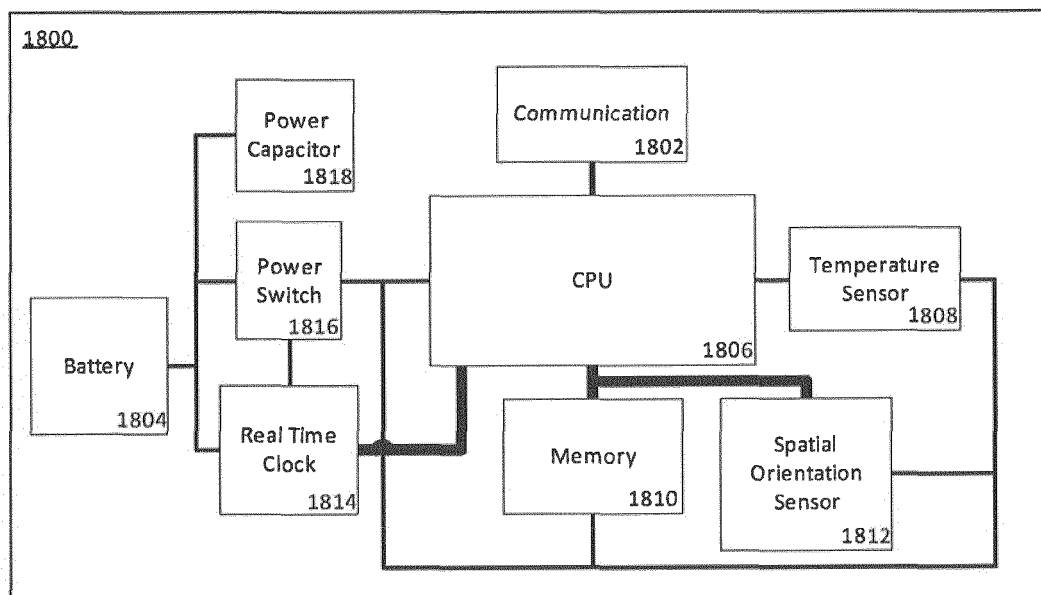 1800
Communication
1802
Power
Capacitor
1818
CPU
1806
Power
Switch
1816
Temperature
Sensor
1808
Battery
1804
Real Time
Clock
1814
Memory
1810
Spatial
Orientation
Sensor
1812